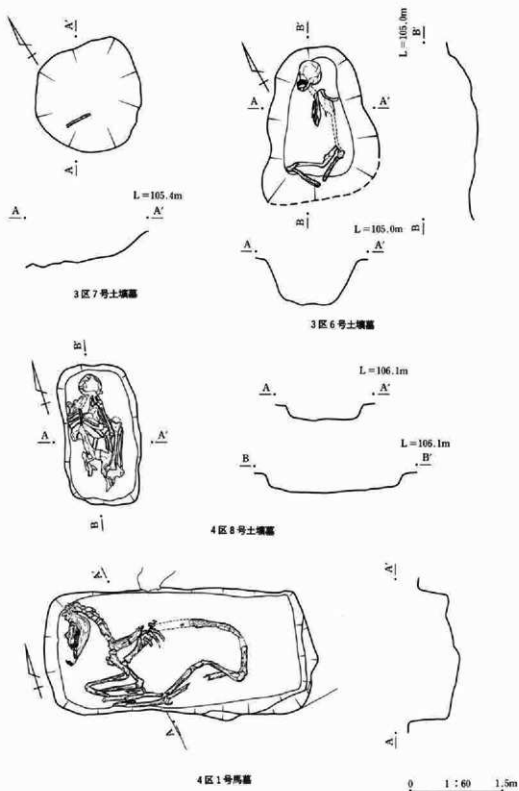 A'
A
L＝105.4m
A
A'
3区7号土壙墓
B'
A
A'
B
L＝105.0m
B'
B
L＝105.0m
A
A'
3区6号土壙墓
B'
A
A'
B
L＝106.1m
A
A'
L＝106.1m
B
B'
4区8号土壙墓
A'
A
A'
A
4区1号馬墓
0 1：60 1.5m